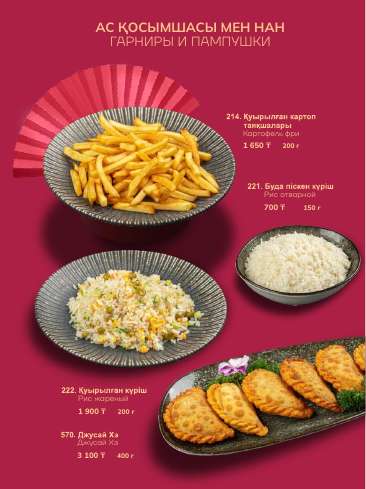 АС ҚОСЫМШАСЫ МЕН НАН
ГАРНИРЫ И ПАМПУШКИ
214. Қуырылған картоп
таяқшалары
Картофель фри
1 650 ₸ 200 г
221. Буда піскен күріш
Рис отварной
700 ₸ 150 г
222. Қуырылған күріш
Рис жареный
1 900 ₸ 200 г
570. Джусай Хэ
Джусай Хэ
3 100 ₸ 400 г